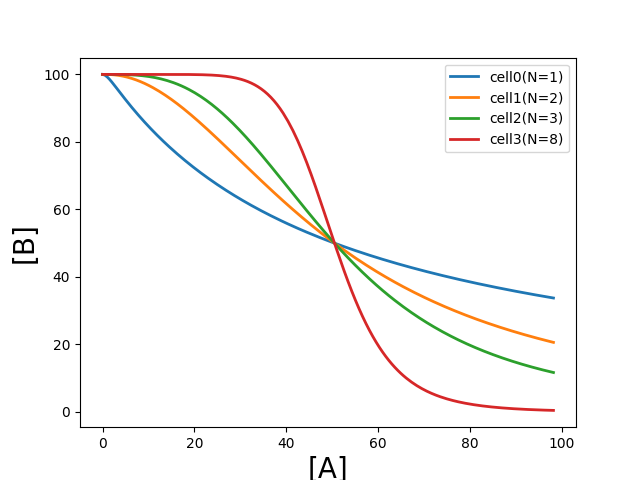 100
80
60
40
20
0
[B]
cell0(N=1)
cell1(N=2)
cell2(N=3)
cell3(N=8)
0 20 40 60 80 100
[A]